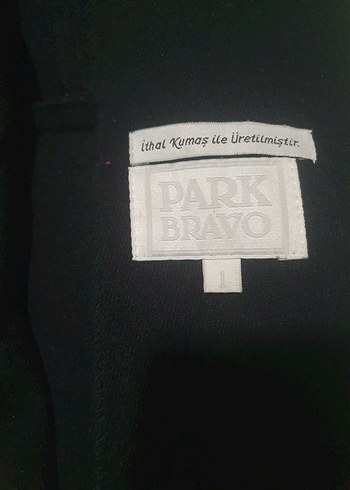 İthal Kumaş ile Üretilmiştir.
PARK
BRAVO
1